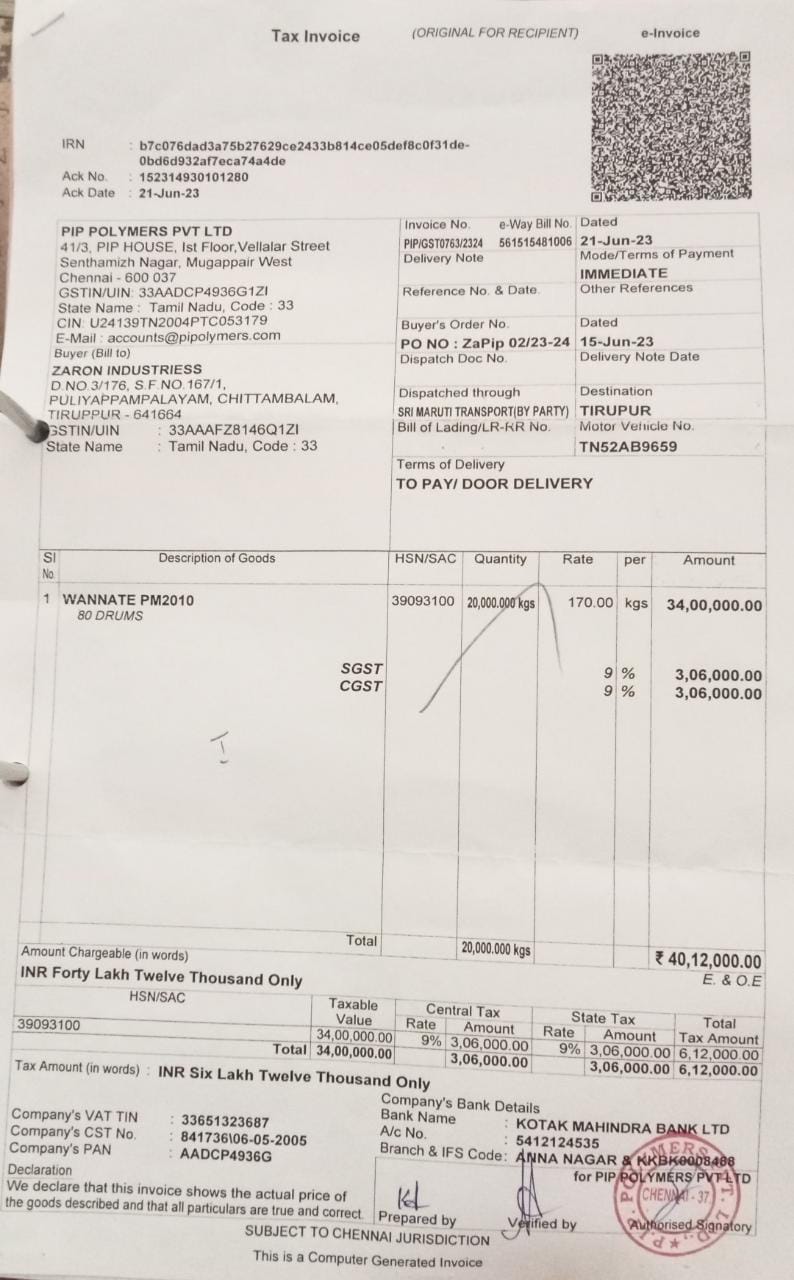 Tax Invoice (ORIGINAL FOR RECIPIENT) e-Invoice
IRN : b7c076dad3a75b27629ce2433b814ce05def8c0f31de-
0bd6d932af7eca74a4de
Ack No. : 152314930101280
Ack Date : 21-Jun-23
PIP POLYMERS PVT LTD
41/3, PIP HOUSE, Ist Floor,Vellalar Street
Senthamizh Nagar, Mugappair West
Chennai - 600 037
GSTIN/UIN: 33AADCP4936G1ZI
State Name : Tamil Nadu, Code : 33
CIN: U24139TN2004PTC053179
E-Mail : accounts@pipolymers.com
Buyer (Bill to)
ZARON INDUSTRIESS
D.NO.3/176, S.F.NO.167/1,
PULIYAPPAMPALAYAM, CHITTAMBALAM,
TIRUPPUR - 641664
GSTIN/UIN : 33AAAFZ8146Q1ZI
State Name : Tamil Nadu, Code : 33
Invoice No. e-Way Bill No. Dated
PIP/GST0763/2324 561515481006 21-Jun-23
Delivery Note Mode/Terms of Payment
IMMEDIATE
Reference No. & Date. Other References
Buyer's Order No. Dated
PO NO : ZaPip 02/23-24 15-Jun-23
Dispatch Doc No. Delivery Note Date
Dispatched through Destination
SRI MARUTI TRANSPORT(BY PARTY) TIRUPUR
Bill of Lading/LR-RR No. Motor Vehicle No.
TN52AB9659
Terms of Delivery
TO PAY/ DOOR DELIVERY
Sl No. Description of Goods HSN/SAC Quantity Rate per Amount
1 WANNATE PM2010 39093100 20,000.000 kgs 170.00 kgs 34,00,000.00
80 DRUMS
SGST 9 % 3,06,000.00
CGST 9 % 3,06,000.00
Total 20,000.000 kgs ₹ 40,12,000.00
Amount Chargeable (in words) E. & O.E
INR Forty Lakh Twelve Thousand Only
HSN/SAC Taxable Value Central Tax State Tax Total Tax Amount
Rate Amount Rate Amount
39093100 34,00,000.00 9% 3,06,000.00 9% 3,06,000.00 6,12,000.00
Total 34,00,000.00 3,06,000.00 3,06,000.00 6,12,000.00
Tax Amount (in words) : INR Six Lakh Twelve Thousand Only
Company's VAT TIN : 33651323687
Company's CST No. : 841736\06-05-2005
Company's PAN : AADCP4936G
Company's Bank Details
Bank Name : KOTAK MAHINDRA BANK LTD
A/c No. : 5412124535
Branch & IFS Code : ANNA NAGAR & KKBK0008488
Declaration
We declare that this invoice shows the actual price of
the goods described and that all particulars are true and correct.
for PIP POLYMERS PVT LTD
CHENNAI - 37
Prepared by Verified by Authorised Signatory
SUBJECT TO CHENNAI JURISDICTION
This is a Computer Generated Invoice